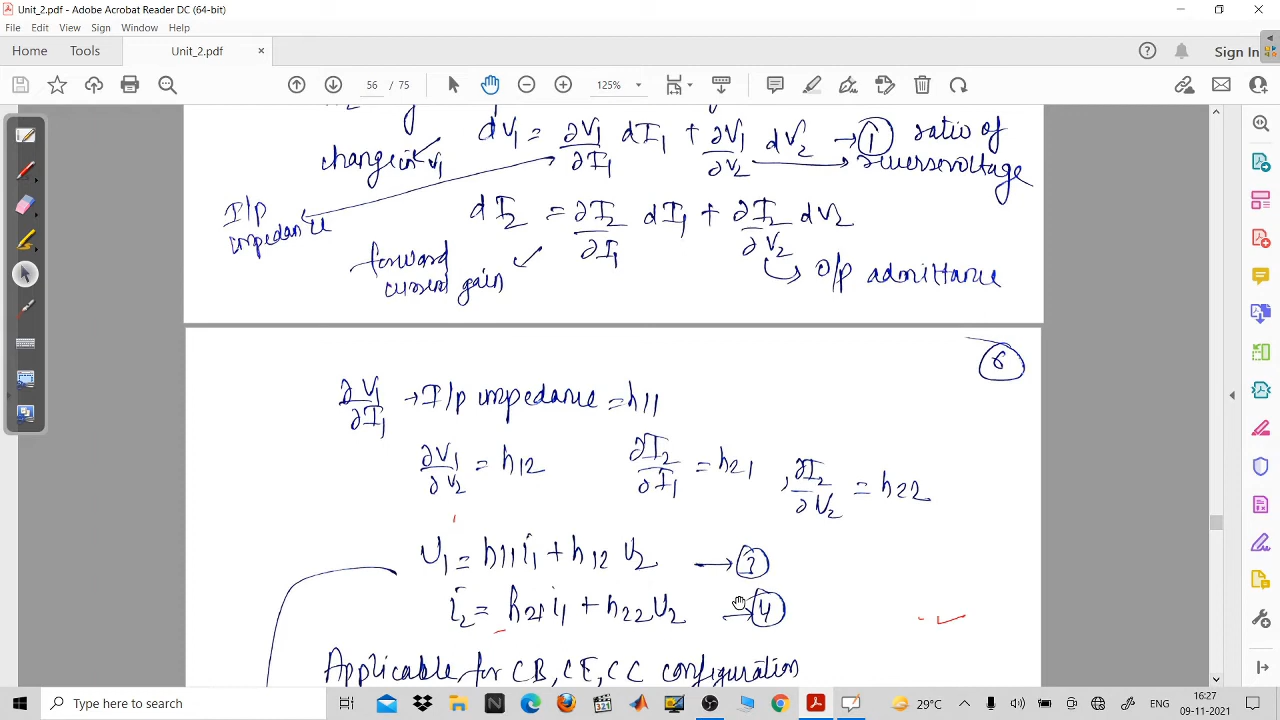 Unit_2.pdf - Adobe Acrobat Reader DC (64-bit)
File Edit View Sign Window Help
Home Tools Unit_2.pdf × Sign In
56 / 75 125%
dV1 = ∂V1/∂I1 dI1 + ∂V1/∂V2 dV2 → ① ratio of
change in V1
reverse voltage
I/p
impedance
dI2 = ∂I2/∂I1 dI1 + ∂I2/∂V2 dV2
forward
current gain
O/p admittance
6
∂V1/∂I1 → I/p impedance = h11
∂V1/∂V2 = h12 ∂I2/∂I1 = h21 , ∂I2/∂V2 = h22
V1 = h11 i1 + h12 V2 → ③
i2 = h21 i1 + h22 V2 → ④
Applicable for CB, CE, CC configuration
Type here to search
29°C
16:27
09-11-2021